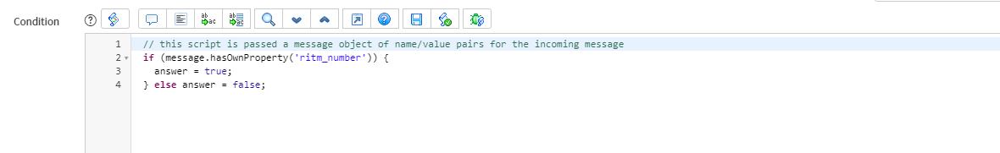 Condition
1 // this script is passed a message object of name/value pairs for the incoming message
2 if (message.hasOwnProperty('ritm_number')) {
3   answer = true;
4 } else answer = false;